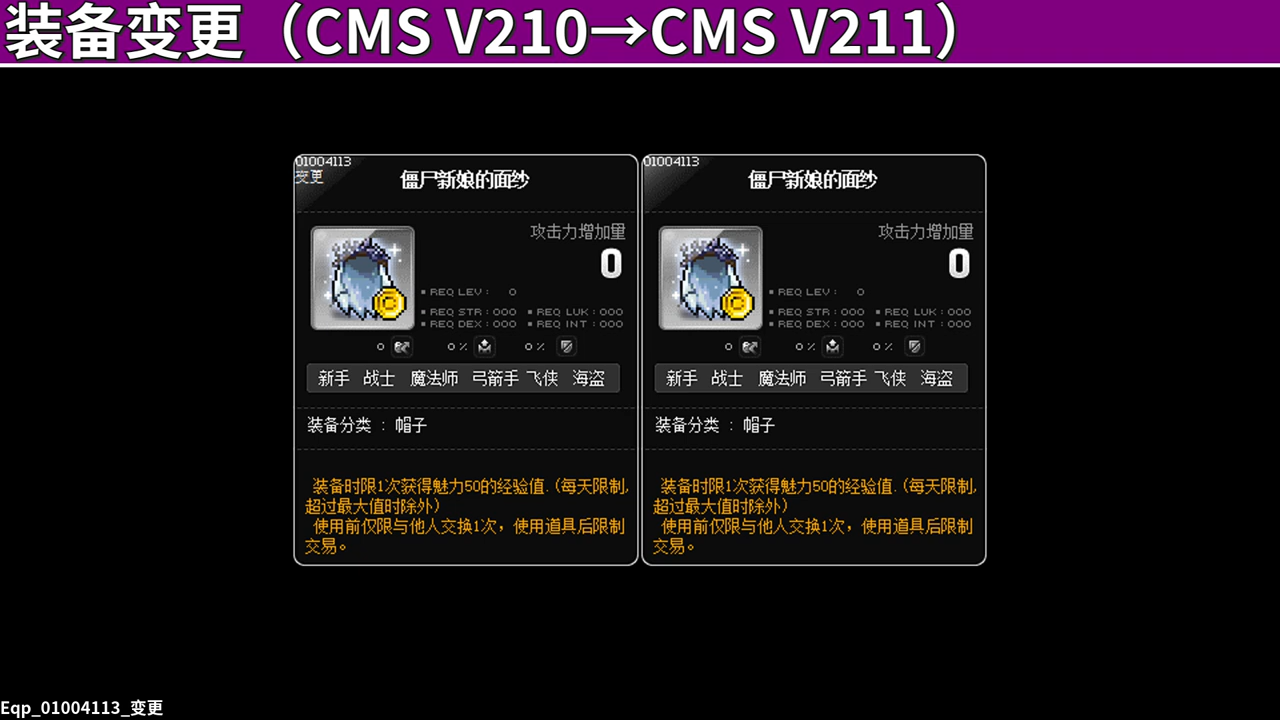 装备变更（CMS V210→CMS V211）
01004113
变更
僵尸新娘的面纱
攻击力增加量
0
REQ LEV : 0
REQ STR : 000 REQ LUK : 000
REQ DEX : 000 REQ INT : 000
0 0% 0%
新手 战士 魔法师 弓箭手 飞侠 海盗
装备分类 : 帽子
装备时限1次获得魅力50的经验值.(每天限制,
超过最大值时除外)
使用前仅限与他人交换1次，使用道具后限制
交易。
01004113
僵尸新娘的面纱
攻击力增加量
0
REQ LEV : 0
REQ STR : 000 REQ LUK : 000
REQ DEX : 000 REQ INT : 000
0 0% 0%
新手 战士 魔法师 弓箭手 飞侠 海盗
装备分类 : 帽子
装备时限1次获得魅力50的经验值.(每天限制,
超过最大值时除外)
使用前仅限与他人交换1次，使用道具后限制
交易。
Eqp_01004113_变更